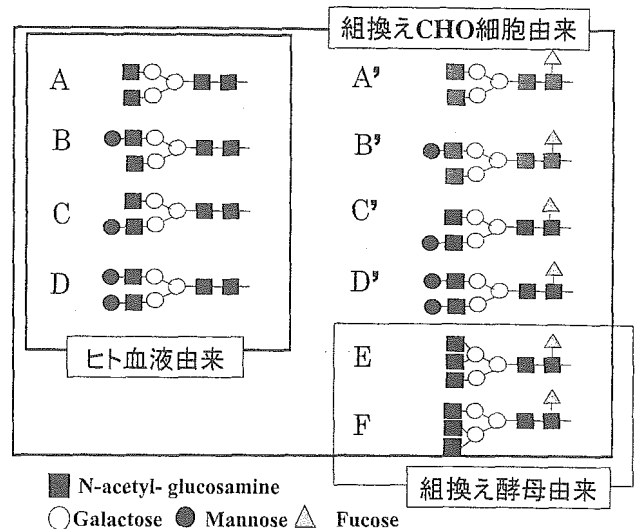 組換えCHO細胞由来
A
A'
B
B'
C
C'
D
D'
ヒト血液由来
E
F
組換え酵母由来
N-acetyl- glucosamine
Galactose
Mannose
Fucose